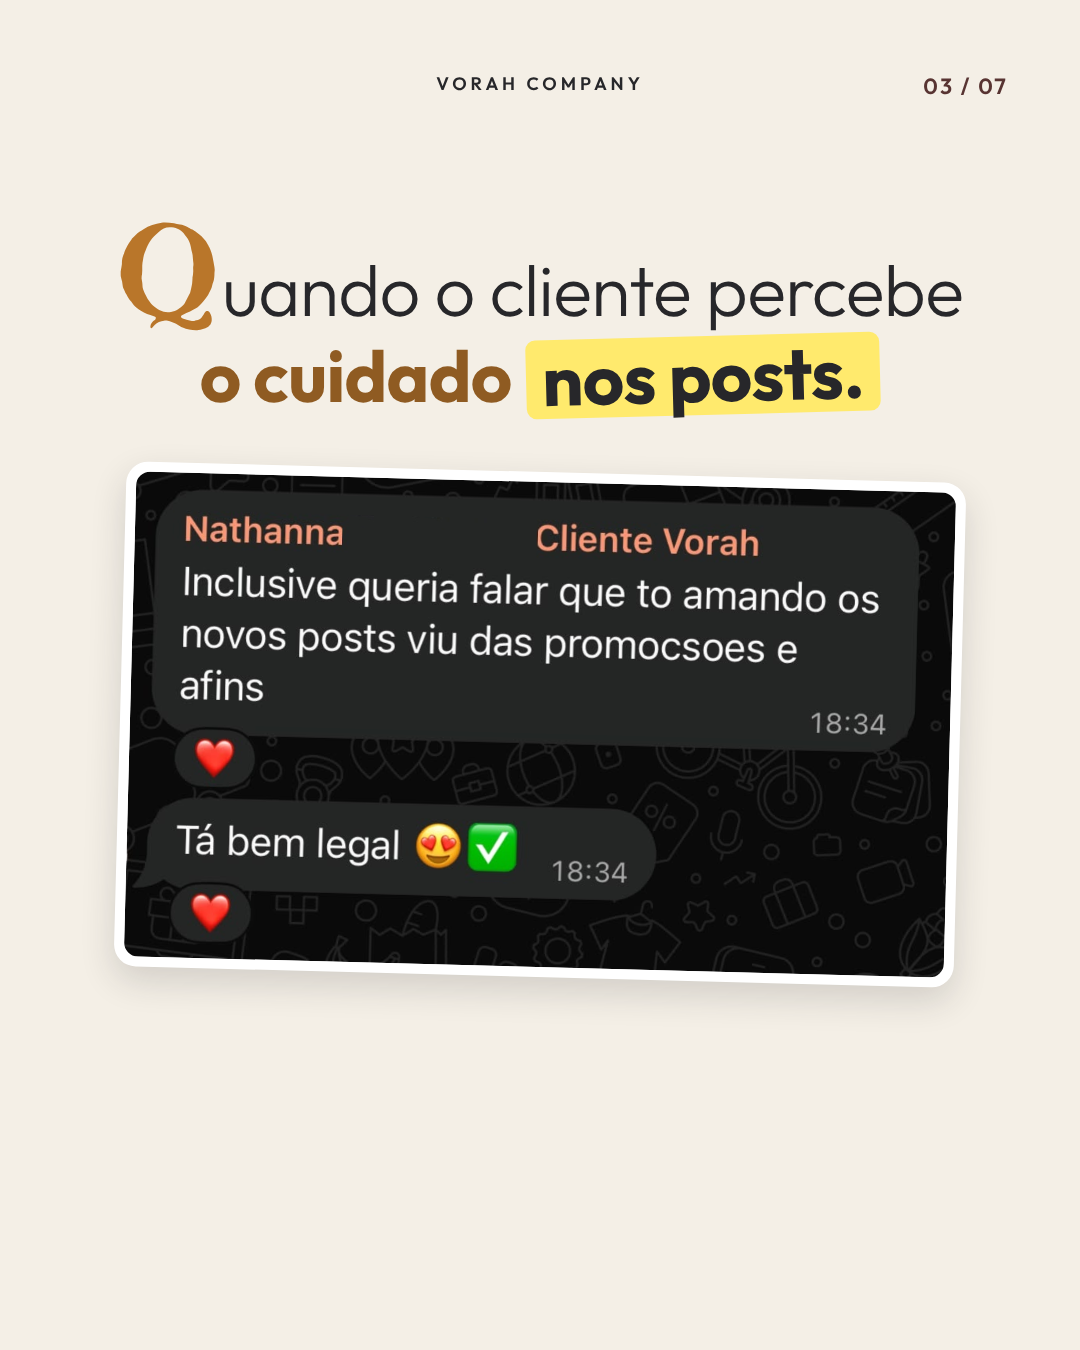 VORAH COMPANY
03 / 07
Quando o cliente percebe
o cuidado nos posts.
Nathanna Cliente Vorah
Inclusive queria falar que to amando os
novos posts viu das promocsoes e
afins
18:34
❤️
Tá bem legal 😍✅ 18:34
❤️